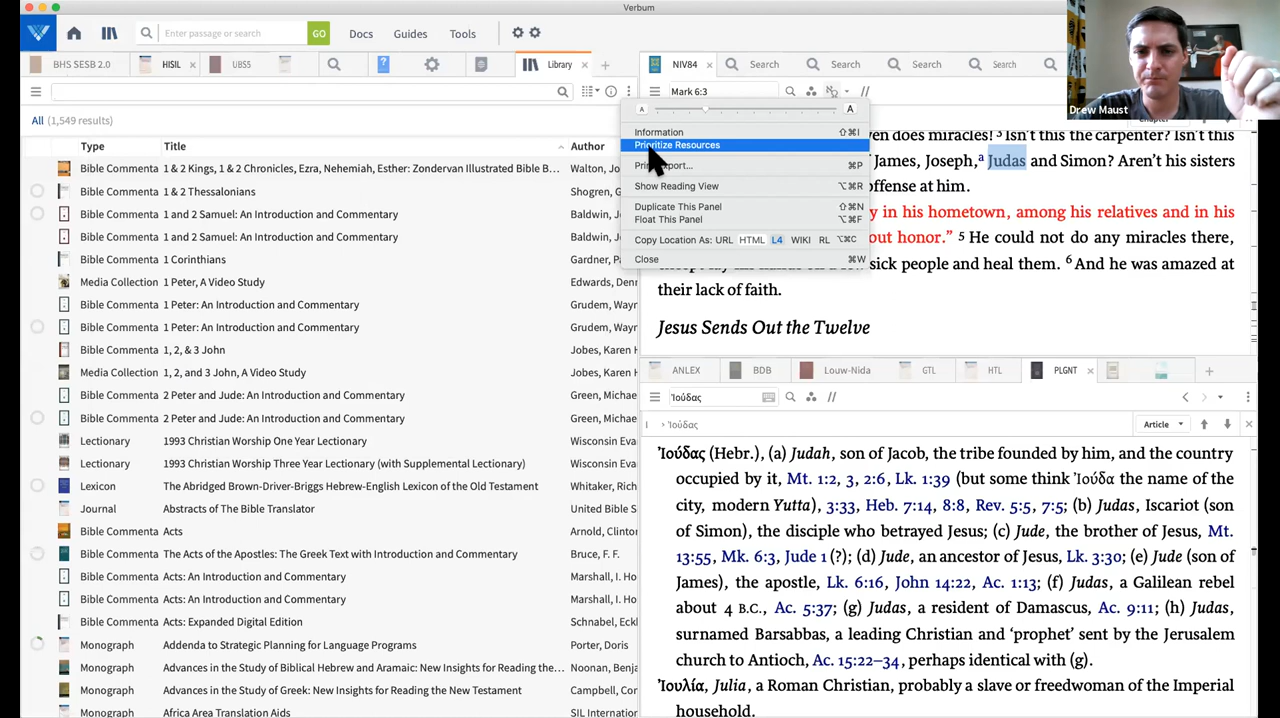 Verbum
Enter passage or search
GO
Docs
Guides
Tools
BHS SESB 2.0
HISIL
UBS5
Library
NIV84
Search
Search
Search
Search
Mark 6:3
Drew Maust
All (1,549 results)
Type Title Author
Bible Commenta 1 & 2 Kings, 1 & 2 Chronicles, Ezra, Nehemiah, Esther: Zondervan Illustrated Bible B... Walton,
Bible Commenta 1 & 2 Thessalonians Shogren,
Bible Commenta 1 and 2 Samuel: An Introduction and Commentary Baldwin,
Bible Commenta 1 and 2 Samuel: An Introduction and Commentary Baldwin,
Bible Commenta 1 Corinthians Gardner,
Media Collection 1 Peter, A Video Study Edwards, Denn
Bible Commenta 1 Peter: An Introduction and Commentary Grudem, Wayn
Bible Commenta 1 Peter: An Introduction and Commentary Grudem, Wayn
Bible Commenta 1, 2, & 3 John Jobes, Karen H
Media Collection 1, 2, and 3 John, A Video Study Jobes, Karen H
Bible Commenta 2 Peter and Jude: An Introduction and Commentary Green, Michael
Bible Commenta 2 Peter and Jude: An Introduction and Commentary Green, Michael
Lectionary 1993 Christian Worship One Year Lectionary Wisconsin Eva
Lectionary 1993 Christian Worship Three Year Lectionary (with Supplemental Lectionary) Wisconsin Eva
Lexicon The Abridged Brown-Driver-Briggs Hebrew-English Lexicon of the Old Testament Whitaker, Rich
Journal Abstracts of The Bible Translator United Bible S
Bible Commenta Acts Arnold, Clinton
Bible Commenta The Acts of the Apostles: The Greek Text with Introduction and Commentary Bruce, F. F.
Bible Commenta Acts: An Introduction and Commentary Marshall, I. H
Bible Commenta Acts: An Introduction and Commentary Marshall, I. H
Bible Commenta Acts: Expanded Digital Edition Schnabel, Eck
Monograph Addenda to Strategic Planning for Language Programs Porter, Doris
Monograph Advances in the Study of Biblical Hebrew and Aramaic: New Insights for Reading the... Noonan, Benja
Monograph Advances in the Study of Greek: New Insights for Reading the New Testament Campbell, Con
Monograph Africa Area Translation Aids SIL Internation
A A
Information ⇧⌘I
Prioritize Resources
Pri port... ⌘P
Show Reading View ⌥⌘R
Duplicate This Panel ⇧⌘N
Float This Panel ⌥⌘F
Copy Location As: URL HTML L4 WIKI RL ⌥⌘C
Close ⌘W
en does miracles! 3 Isn't this the carpenter? Isn't this
of James, Joseph,a Judas and Simon? Aren't his sisters
offense at him.
y in his hometown, among his relatives and in his
out honor.” 5 He could not do any miracles there,
sick people and heal them. 6 And he was amazed at
their lack of faith.
Jesus Sends Out the Twelve
ANLEX
BDB
Louw-Nida
GTL
HTL
PLGNT
Ἰούδας
› Ἰούδας
Article
Ἰούδας (Hebr.), (a) Judah, son of Jacob, the tribe founded by him, and the country
occupied by it, Mt. 1:2, 3, 2:6, Lk. 1:39 (but some think Ἰούδα the name of the
city, modern Yutta), 3:33, Heb. 7:14, 8:8, Rev. 5:5, 7:5; (b) Judas, Iscariot (son
of Simon), the disciple who betrayed Jesus; (c) Jude, the brother of Jesus, Mt.
13:55, Mk. 6:3, Jude 1 (?); (d) Jude, an ancestor of Jesus, Lk. 3:30; (e) Jude (son of
James), the apostle, Lk. 6:16, John 14:22, Ac. 1:13; (f) Judas, a Galilean rebel
about 4 B.C., Ac. 5:37; (g) Judas, a resident of Damascus, Ac. 9:11; (h) Judas,
surnamed Barsabbas, a leading Christian and ‘prophet’ sent by the Jerusalem
church to Antioch, Ac. 15:22–34, perhaps identical with (g).
Ἰουλία, Julia, a Roman Christian, probably a slave or freedwoman of the Imperial
household.